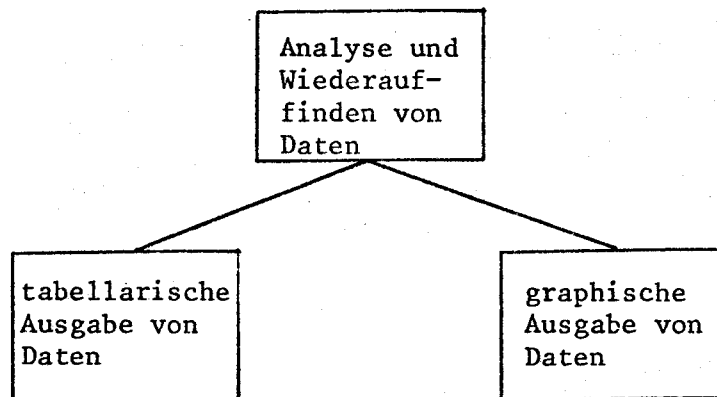 Analyse und
Wiederauf-
finden von
Daten
tabellarische
Ausgabe von
Daten
graphische
Ausgabe von
Daten